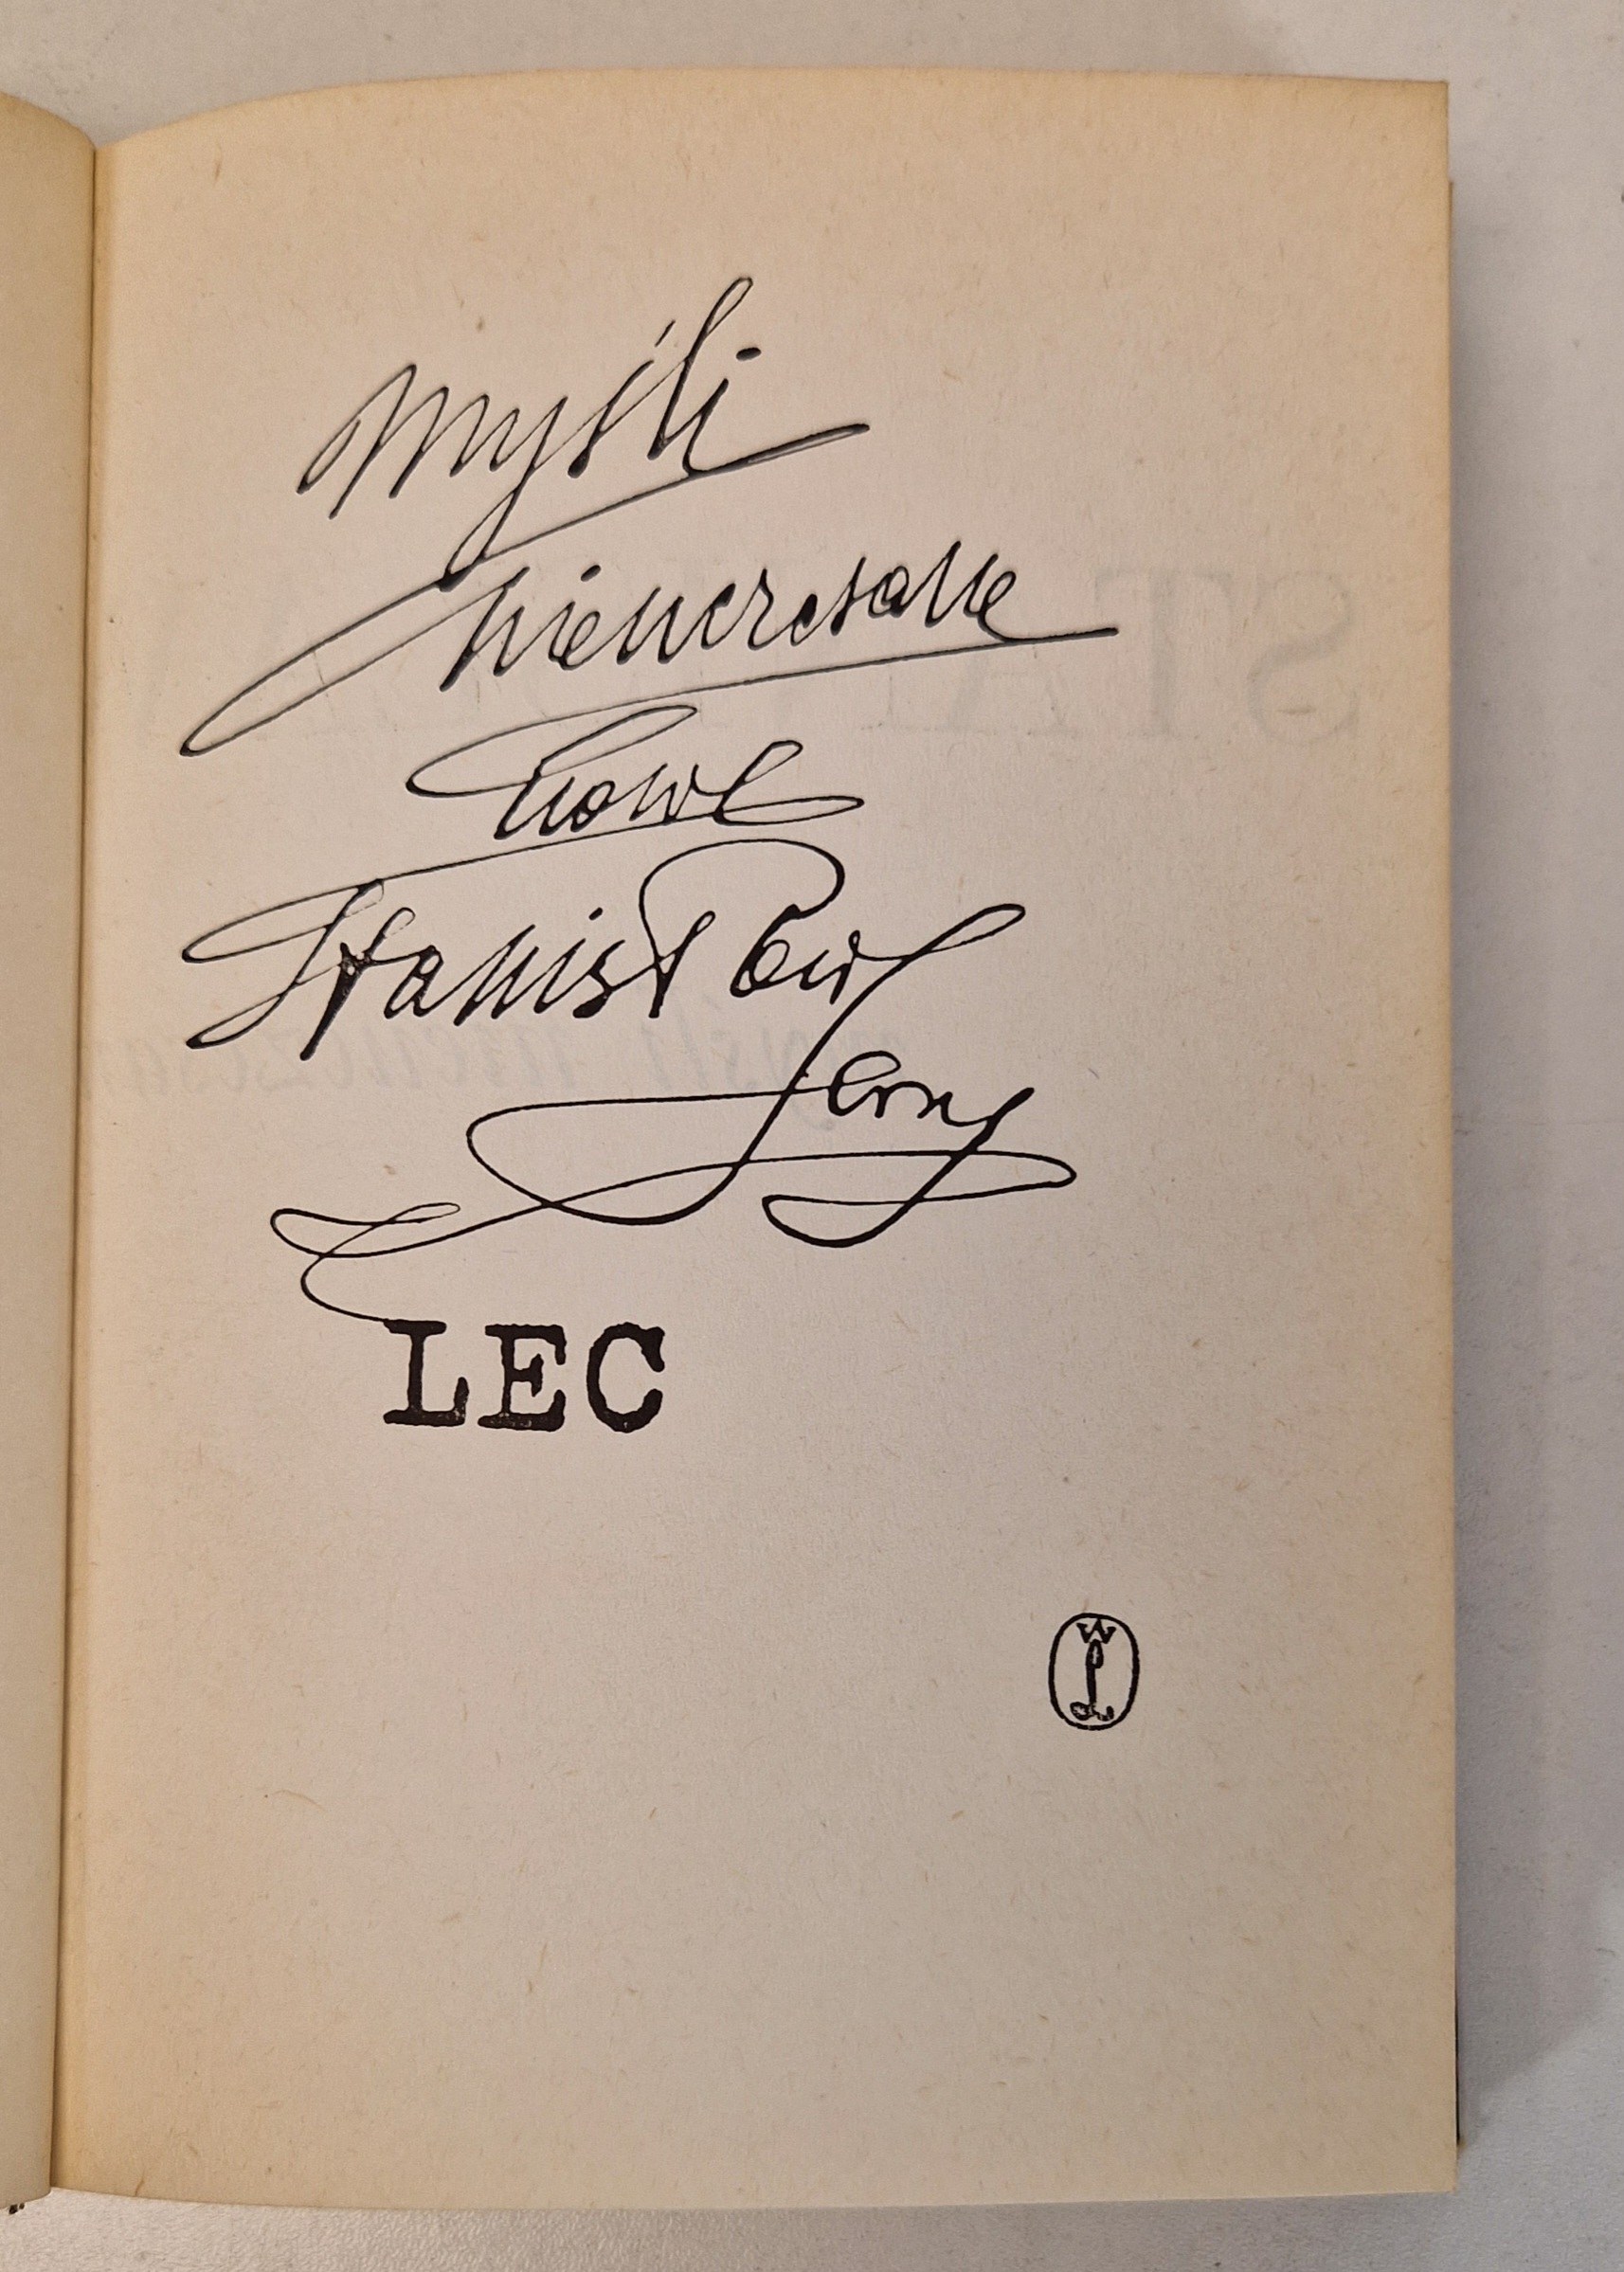 Myśli
nieuczesane
nowe
Stanisław
Jerzy
LEC
W
L